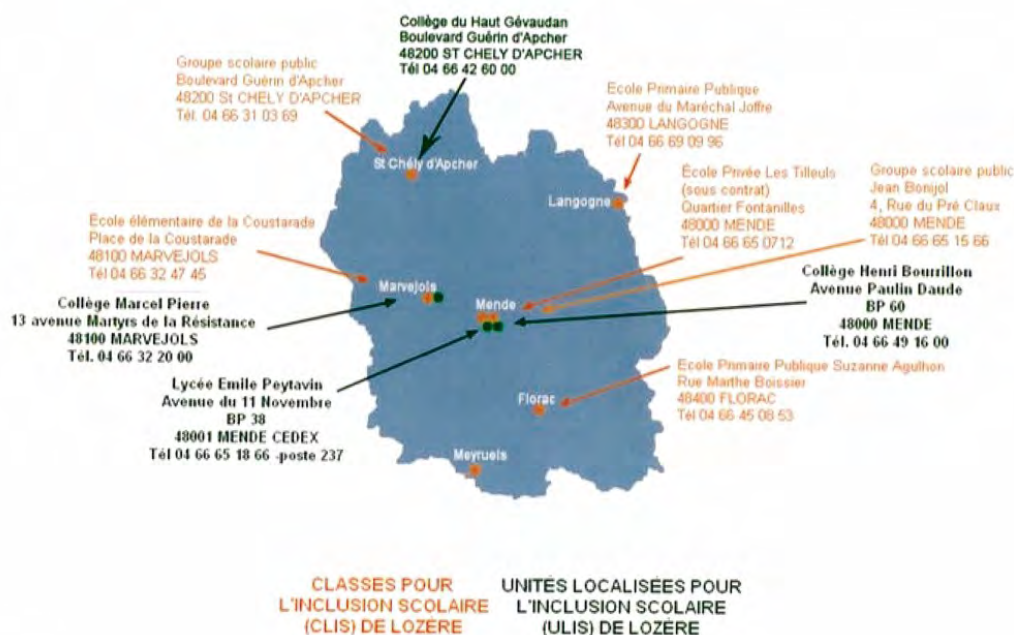 Collège du Haut Gévaudan
Boulevard Guérin d'Apcher
48200 ST CHELY D'APCHER
Tél 04 66 42 60 00
Groupe scolaire public
Boulevard Guérin d'Apcher
48200 St CHELY D'APCHER
Tél. 04 66 31 03 69
Ecole Primaire Publique
Avenue du Maréchal Joffre
48300 LANGOGNE
Tél 04 66 69 09 96
St Chély d'Apcher
Langogne
École Privée Les Tilleuls
(sous contrat)
Quartier Fontanilles
48000 MENDE
Tél 04 66 65 0712
Groupe scolaire public
Jean Bonijol
4, Rue du Pré Claux
48000 MENDE
Tél 04 66 65 15 66
Ecole élémentaire de la Coustarade
Place de la Coustarade
48100 MARVEJOLS
Tél 04 66 32 47 45
Marvejols
Mende
Collège Henri Bourrillon
Avenue Paulin Daude
BP 60
48000 MENDE
Tél. 04 66 49 16 00
Collège Marcel Pierre
13 avenue Martyrs de la Résistance
48100 MARVEJOLS
Tél. 04 66 32 20 00
Lycée Emile Peytavin
Avenue du 11 Novembre
BP 38
48001 MENDE CEDEX
Tél 04 66 65 18 66 -poste 237
Ecole Primaire Publique Suzanne Agulhon
Rue Marthe Boissier
48400 FLORAC
Tél 04 66 45 08 53
Florac
Meyrueis
CLASSES POUR
L'INCLUSION SCOLAIRE
(CLIS) DE LOZÈRE
UNITÉS LOCALISÉES POUR
L'INCLUSION SCOLAIRE
(ULIS) DE LOZÈRE